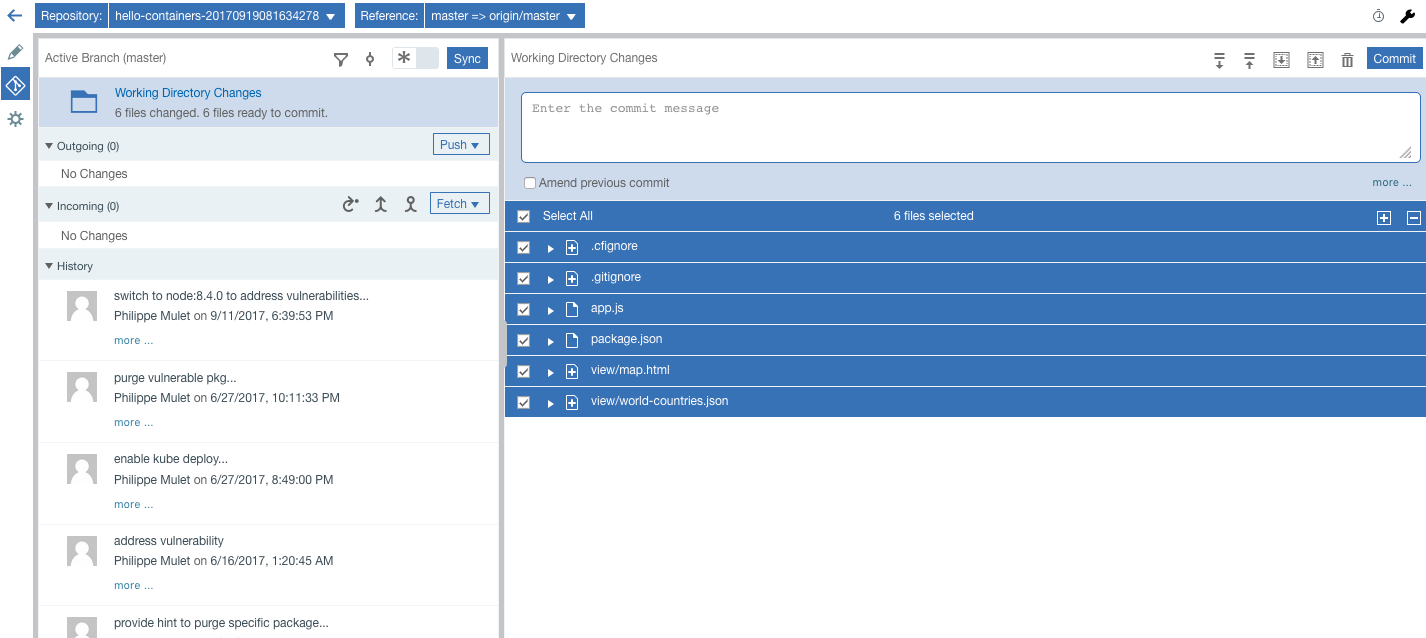 Repository: hello-containers-20170919081634278 Reference: master => origin/master
Active Branch (master) Sync
Working Directory Changes
6 files changed. 6 files ready to commit.
Outgoing (0) Push
No Changes
Incoming (0) Fetch
No Changes
History
switch to node:8.4.0 to address vulnerabilities...
Philippe Mulet on 9/11/2017, 6:39:53 PM
more ...
purge vulnerable pkg...
Philippe Mulet on 6/27/2017, 10:11:33 PM
more ...
enable kube deploy...
Philippe Mulet on 6/27/2017, 8:49:00 PM
more ...
address vulnerability
Philippe Mulet on 6/16/2017, 1:20:45 AM
more ...
provide hint to purge specific package...
Working Directory Changes Commit
Enter the commit message
Amend previous commit more ...
Select All 6 files selected
.cfignore
.gitignore
app.js
package.json
view/map.html
view/world-countries.json